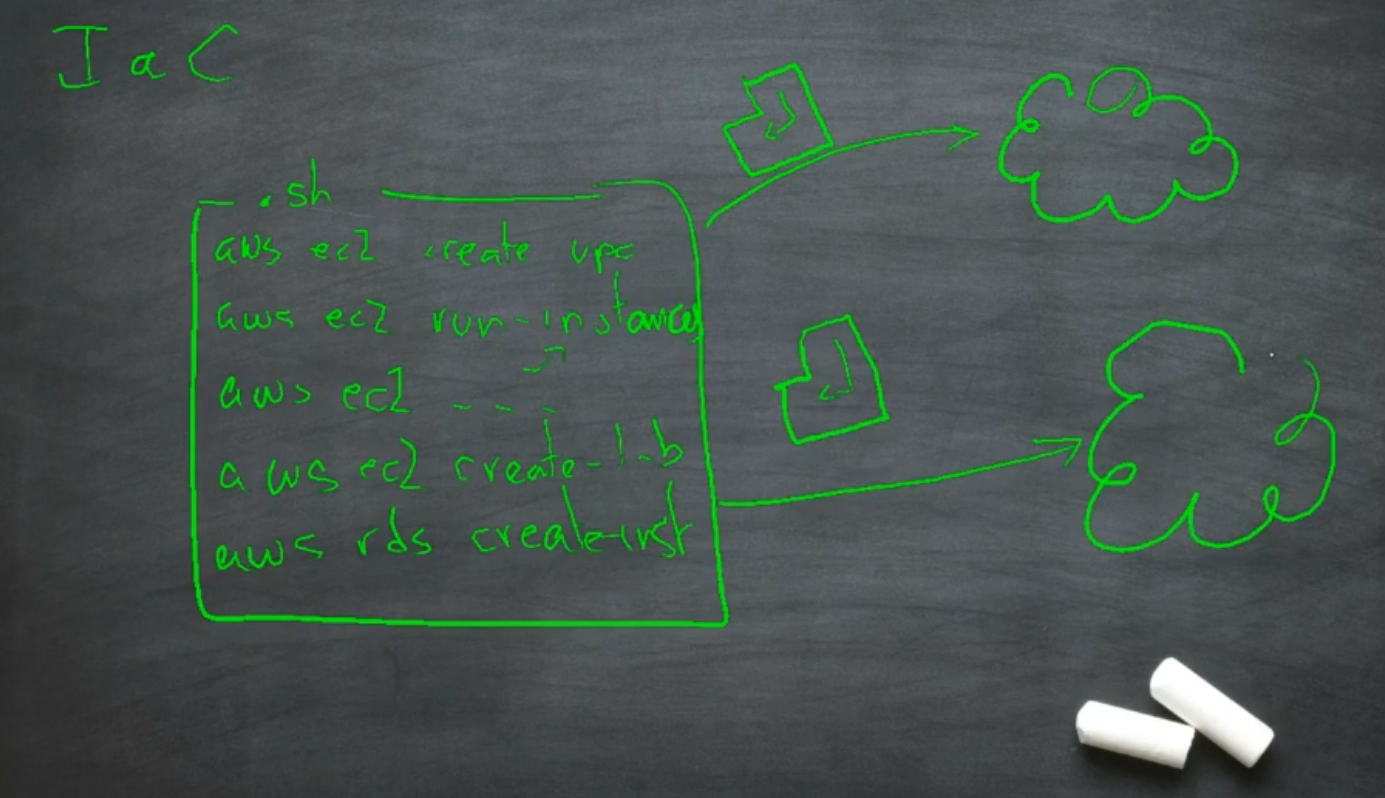 IaC
.sh
aws ec2 create vpc
aws ec2 run-instances
aws ec2 ----
aws ec2 create-l-b
aws rds create-inst